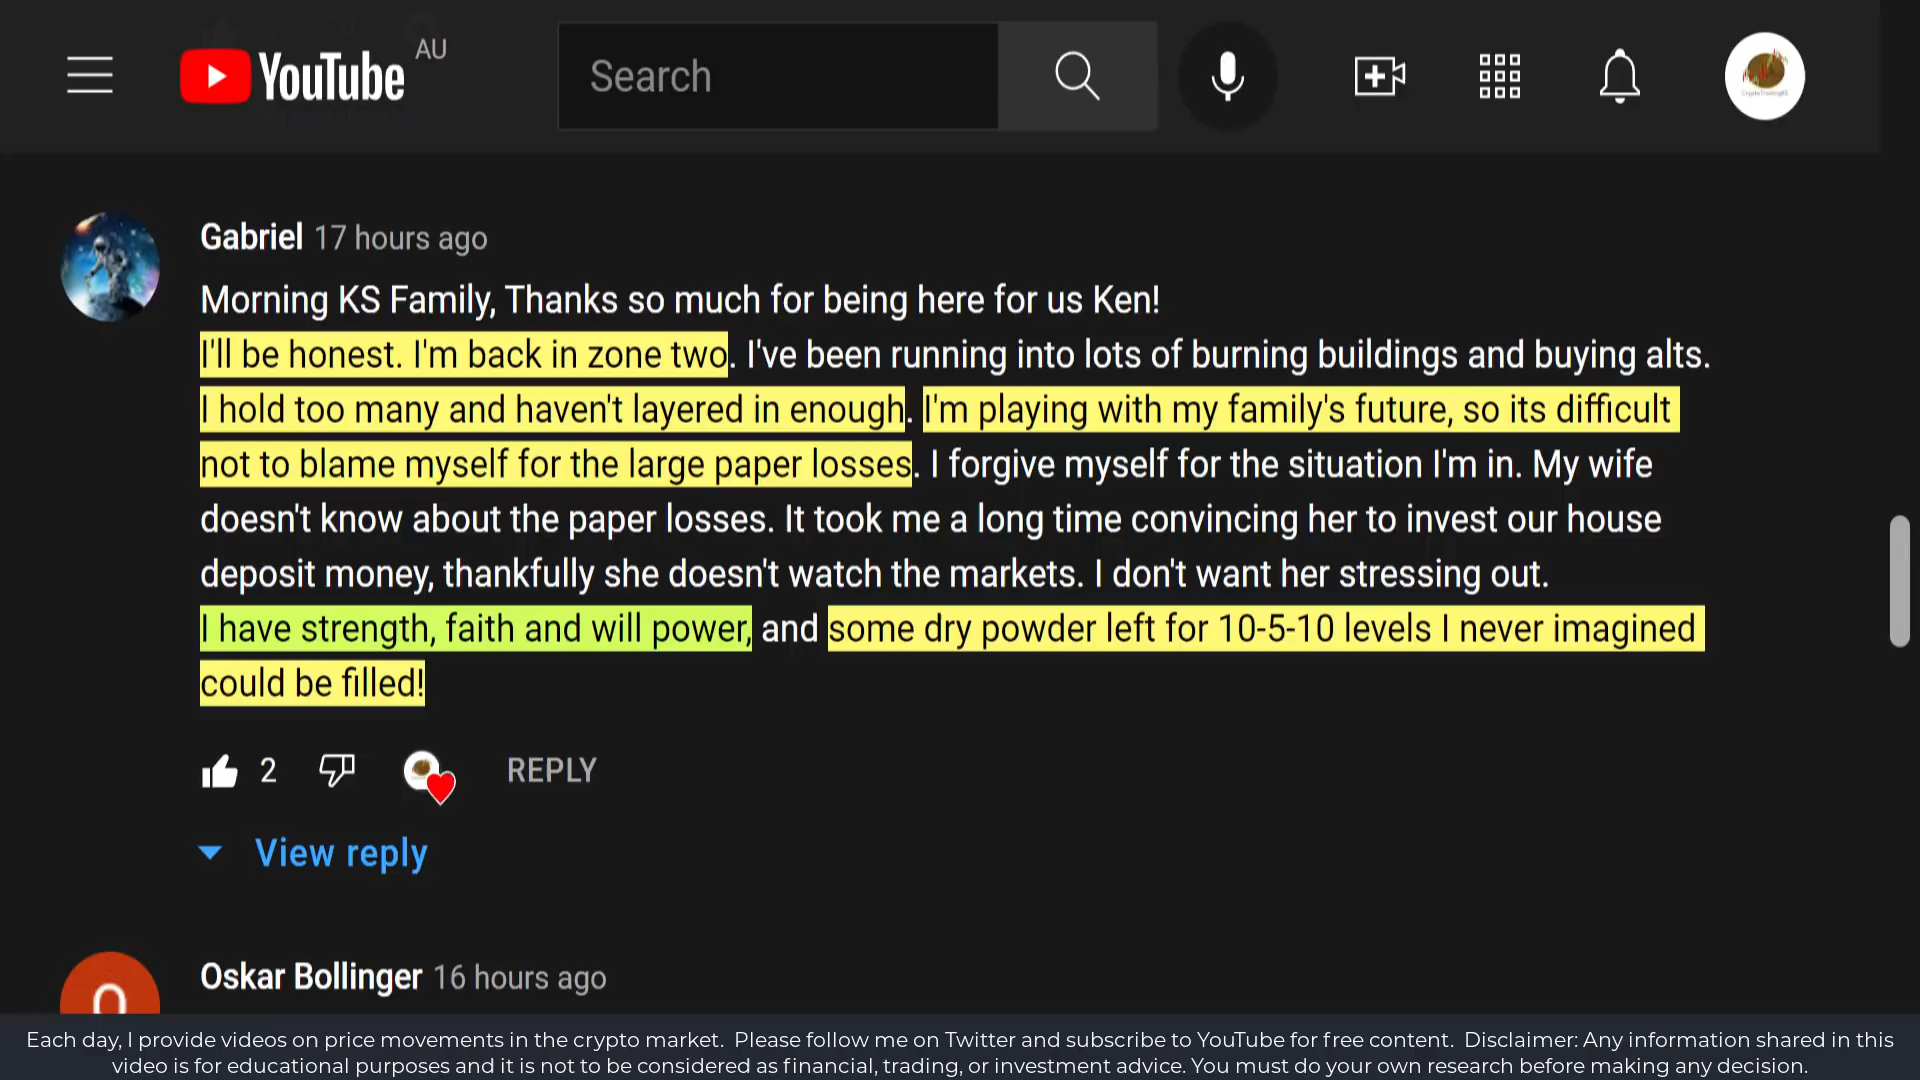 YouTube AU
Search
Gabriel 17 hours ago
Morning KS Family, Thanks so much for being here for us Ken!
I'll be honest. I'm back in zone two. I've been running into lots of burning buildings and buying alts.
I hold too many and haven't layered in enough. I'm playing with my family's future, so its difficult
not to blame myself for the large paper losses. I forgive myself for the situation I'm in. My wife
doesn't know about the paper losses. It took me a long time convincing her to invest our house
deposit money, thankfully she doesn't watch the markets. I don't want her stressing out.
I have strength, faith and will power, and some dry powder left for 10-5-10 levels I never imagined
could be filled!
2 REPLY
View reply
Oskar Bollinger 16 hours ago
Each day, I provide videos on price movements in the crypto market. Please follow me on Twitter and subscribe to YouTube for free content. Disclaimer: Any information shared in this
video is for educational purposes and it is not to be considered as financial, trading, or investment advice. You must do your own research before making any decision.